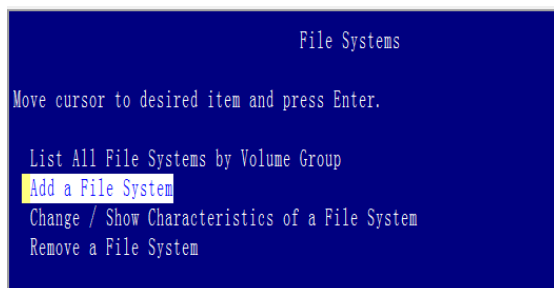 File Systems
Move cursor to desired item and press Enter.
List All File Systems by Volume Group
Add a File System
Change / Show Characteristics of a File System
Remove a File System